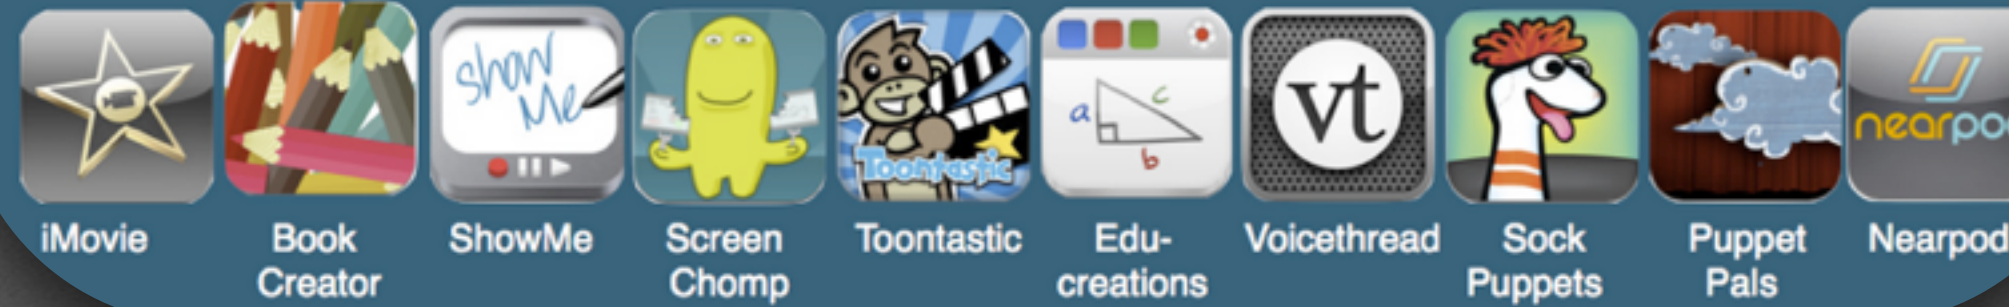 show
Me
Toontastic
a
c
b
vt
nearpo
iMovie
Book
Creator
ShowMe
Screen
Chomp
Toontastic
Edu-
creations
Voicethread
Sock
Puppets
Puppet
Pals
Nearpod